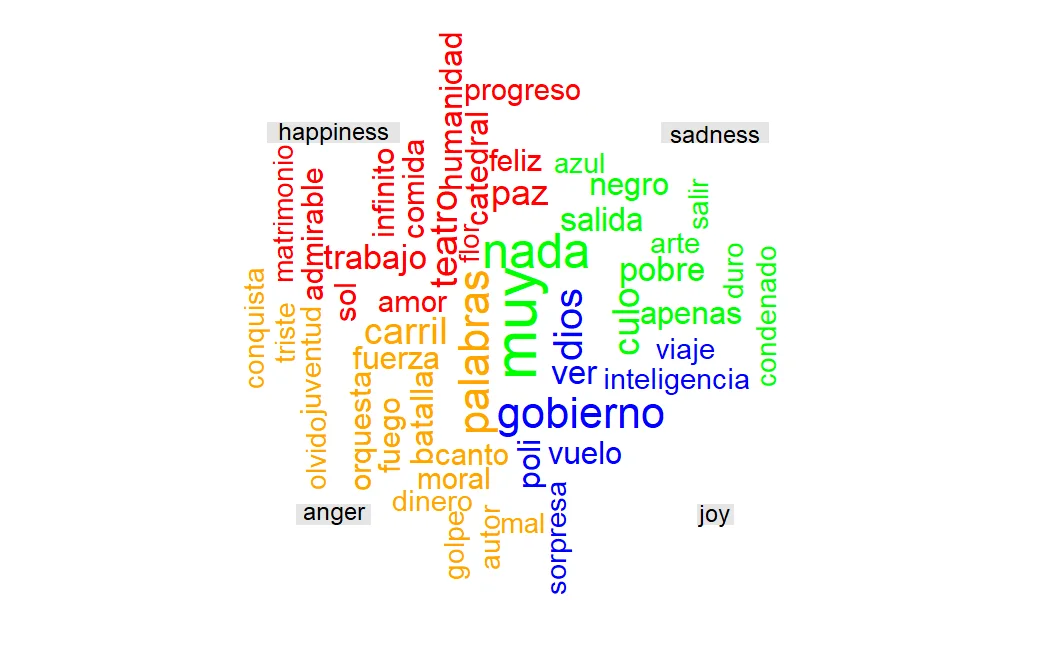 humanidad
progreso
happiness
sadness
catedral
feliz
azul
matrimonio
infinito
comida
admirable
paz
negro
salir
teatro
flor
salida
trabajo
nada
arte
pobre
duro
condenado
sol
amor
muy
dios
culo
apenas
conquista
triste
juventud
carril
palabras
viaje
fuerza
ver
inteligencia
olvido
orquesta
fuego
batalla
gobierno
canto
poli
vuelo
moral
dinero
sorpresa
anger
golpe
autor
mal
joy